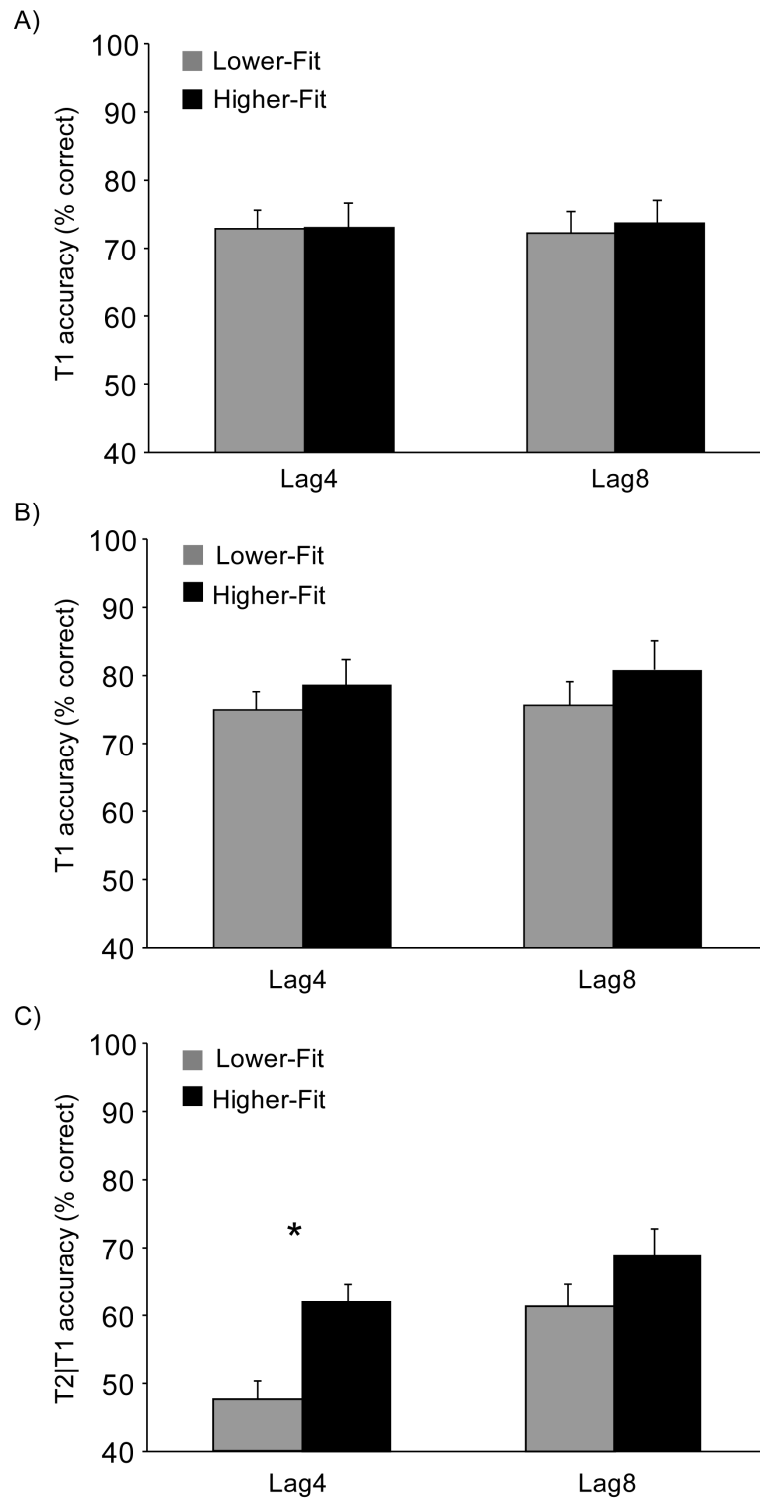 A)
T1 accuracy (% correct)
100
90
80
70
60
50
40
Lower-Fit
Higher-Fit
Lag4
Lag8
B)
T1 accuracy (% correct)
100
90
80
70
60
50
40
Lower-Fit
Higher-Fit
Lag4
Lag8
C)
T2|T1 accuracy (% correct)
100
90
80
70
60
50
40
Lower-Fit
Higher-Fit
*
Lag4
Lag8